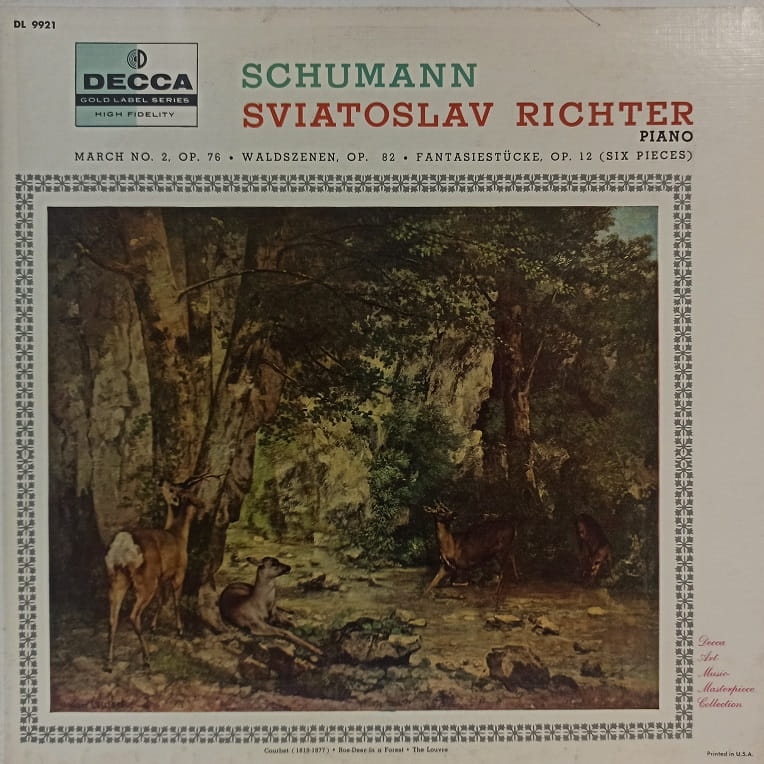 DL 9921
DECCA
GOLD LABEL SERIES
HIGH FIDELITY
SCHUMANN
SVIATOSLAV RICHTER
PIANO
MARCH NO. 2, OP. 76 • WALDSZENEN, OP. 82 • FANTASIESTÜCKE, OP. 12 (SIX PIECES)
Decca
Art
Music
Masterpiece
Collection
Courbet (1819-1877) • Roe-Deer in a Forest • The Louvre
Printed in U.S.A.